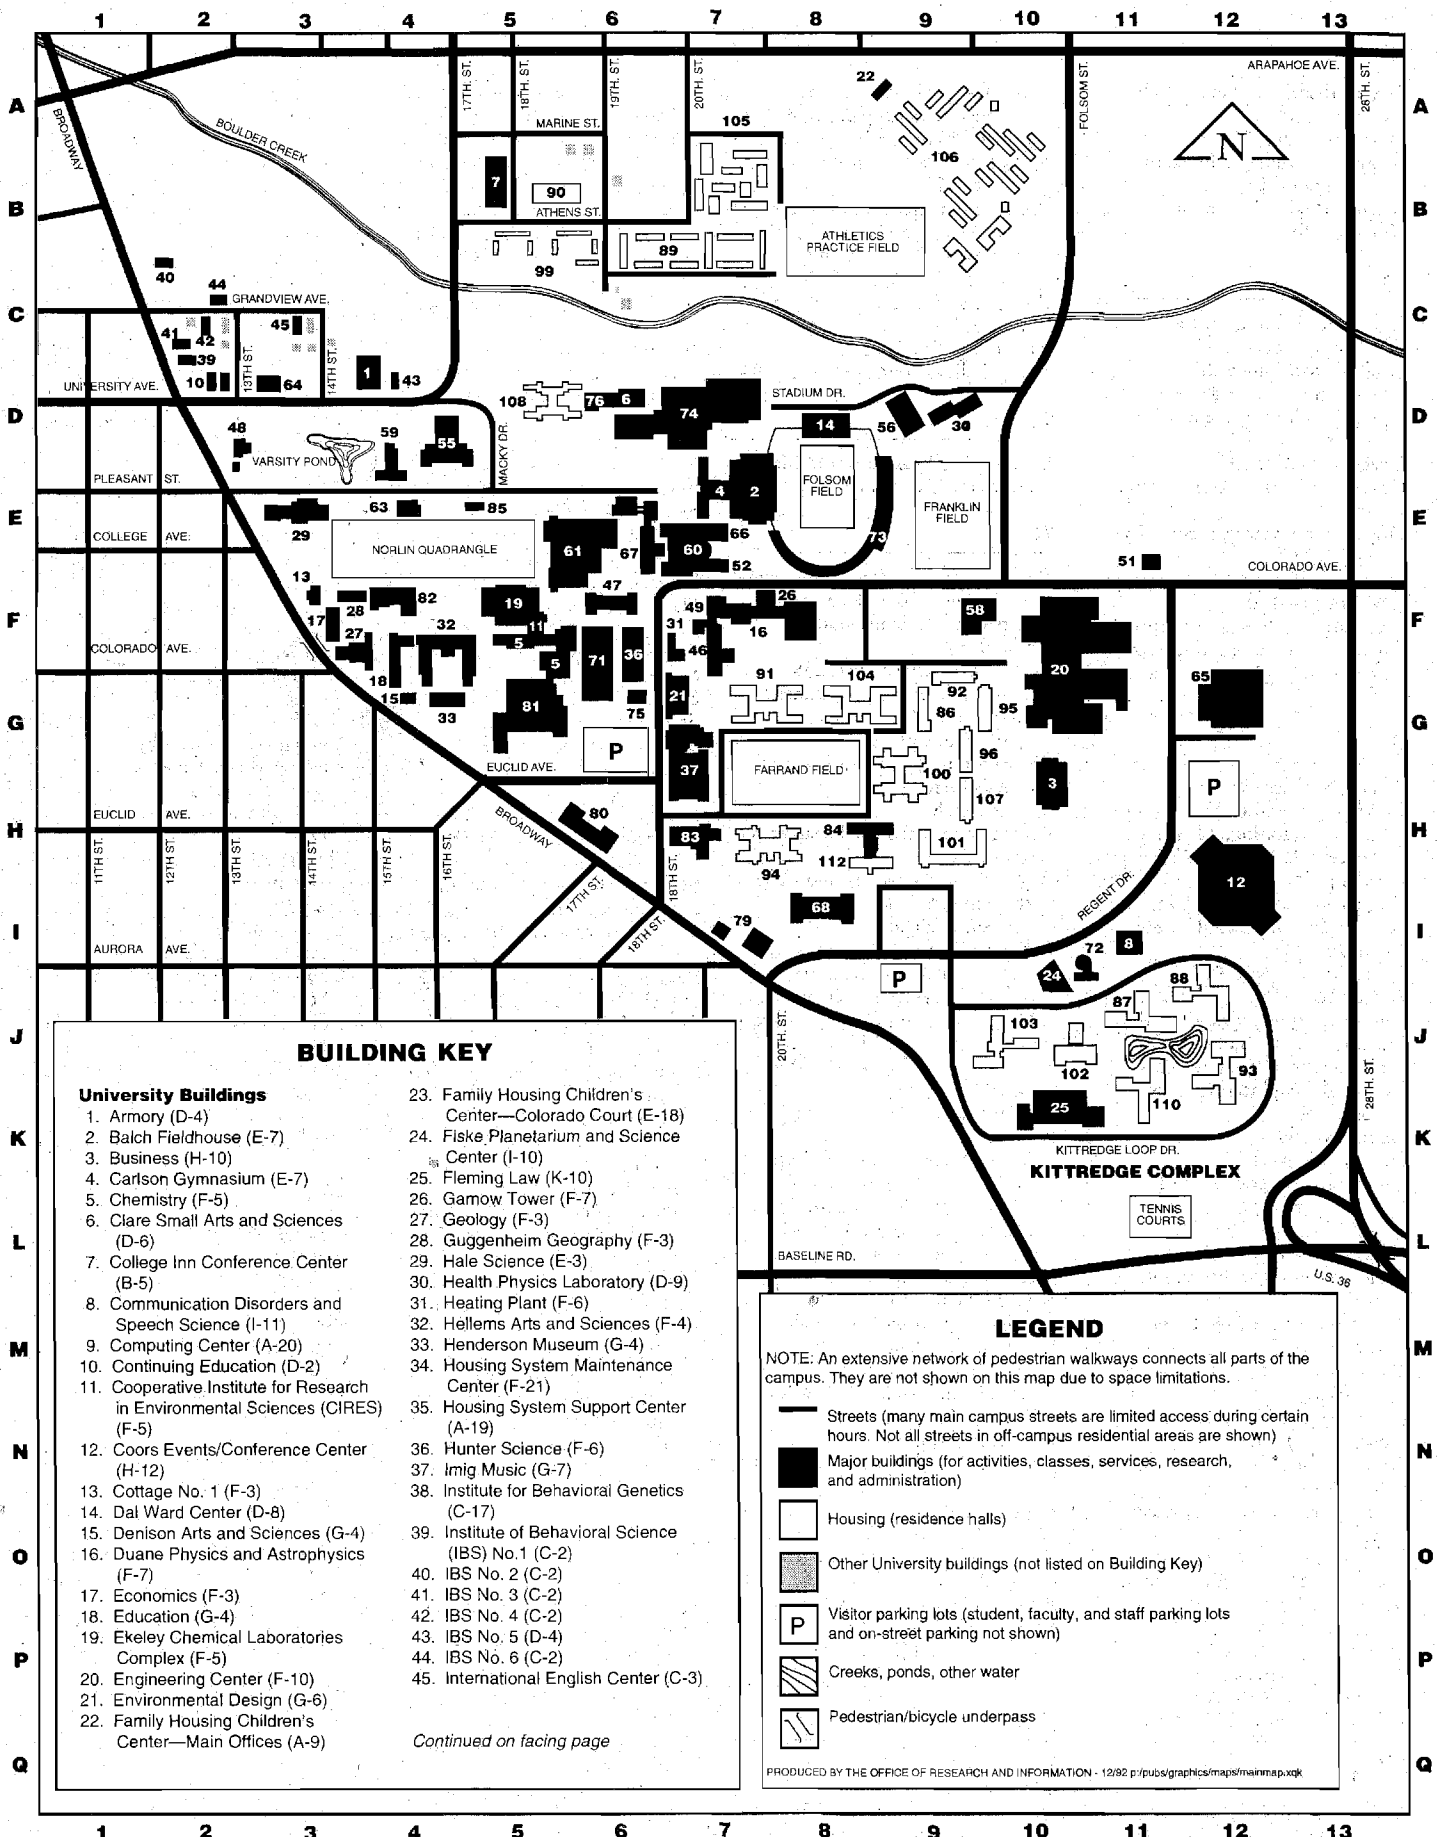 1 2 3 4 5 6 7 8 9 10 11 12 13
A
B
C
D
E
F
G
H
I
J
K
L
M
N
O
P
Q
A
B
C
D
E
F
G
H
I
J
K
L
M
N
O
P
Q
ARAPAHOE AVE.
17TH. ST.
18TH. ST.
19TH. ST.
20TH. ST.
FOLSOM ST.
28TH. ST.
BROADWAY
BOULDER CREEK
MARINE ST.
105
22
106
N
7
90
ATHENS ST.
99
89
ATHLETICS
PRACTICE FIELD
40
44
GRANDVIEW AVE.
41
42
45
39
10
64
13TH ST.
14TH ST.
1
43
UNIVERSITY AVE.
108
76
6
74
STADIUM DR.
14
56
30
48
VARSITY POND
59
55
MACKY DR.
PLEASANT ST.
4
2
FOLSOM
FIELD
FRANKLIN
FIELD
73
29
63
85
NORLIN QUADRANGLE
61
67
66
60
52
COLLEGE AVE.
51
COLORADO AVE.
13
28
82
19
47
49
26
58
17
27
32
11
5
5
71
36
31
46
16
20
COLORADO AVE.
18
15
33
81
75
21
91
104
92
86
95
65
P
EUCLID AVE.
37
FARRAND FIELD
100
96
107
3
P
EUCLID AVE.
BROADWAY
80
83
94
84
112
101
12
11TH ST.
12TH ST.
13TH ST.
14TH ST.
15TH ST.
16TH ST.
17TH ST.
18TH ST.
18TH ST.
68
79
REGENT DR.
8
72
24
AURORA AVE.
P
20TH. ST.
87
88
103
102
93
110
25
28TH. ST.
KITTREDGE LOOP DR.
KITTREDGE COMPLEX
TENNIS
COURTS
BASELINE RD.
U.S. 36
BUILDING KEY
University Buildings
1. Armory (D-4)
2. Balch Fieldhouse (E-7)
3. Business (H-10)
4. Carlson Gymnasium (E-7)
5. Chemistry (F-5)
6. Clare Small Arts and Sciences
(D-6)
7. College Inn Conference Center
(B-5)
8. Communication Disorders and
Speech Science (I-11)
9. Computing Center (A-20)
10. Continuing Education (D-2)
11. Cooperative Institute for Research
in Environmental Sciences (CIRES)
(F-5)
12. Coors Events/Conference Center
(H-12)
13. Cottage No. 1 (F-3)
14. Dal Ward Center (D-8)
15. Denison Arts and Sciences (G-4)
16. Duane Physics and Astrophysics
(F-7)
17. Economics (F-3)
18. Education (G-4)
19. Ekeley Chemical Laboratories
Complex (F-5)
20. Engineering Center (F-10)
21. Environmental Design (G-6)
22. Family Housing Children's
Center—Main Offices (A-9)
23. Family Housing Children's
Center—Colorado Court (E-18)
24. Fiske Planetarium and Science
Center (I-10)
25. Fleming Law (K-10)
26. Gamow Tower (F-7)
27. Geology (F-3)
28. Guggenheim Geography (F-3)
29. Hale Science (E-3)
30. Health Physics Laboratory (D-9)
31. Heating Plant (F-6)
32. Hellems Arts and Sciences (F-4)
33. Henderson Museum (G-4)
34. Housing System Maintenance
Center (F-21)
35. Housing System Support Center
(A-19)
36. Hunter Science (F-6)
37. Imig Music (G-7)
38. Institute for Behavioral Genetics
(C-17)
39. Institute of Behavioral Science
(IBS) No.1 (C-2)
40. IBS No. 2 (C-2)
41. IBS No. 3 (C-2)
42. IBS No. 4 (C-2)
43. IBS No. 5 (D-4)
44. IBS No. 6 (C-2)
45. International English Center (C-3)
Continued on facing page
LEGEND
NOTE: An extensive network of pedestrian walkways connects all parts of the
campus. They are not shown on this map due to space limitations.
Streets (many main campus streets are limited access during certain
hours. Not all streets in off-campus residential areas are shown)
Major buildings (for activities, classes, services, research,
and administration)
Housing (residence halls)
Other University buildings (not listed on Building Key)
P
Visitor parking lots (student, faculty, and staff parking lots
and on-street parking not shown)
Creeks, ponds, other water
Pedestrian/bicycle underpass
PRODUCED BY THE OFFICE OF RESEARCH AND INFORMATION - 12/92 p:/pubs/graphics/maps/mainmap.xqk
1 2 3 4 5 6 7 8 9 10 11 12 13